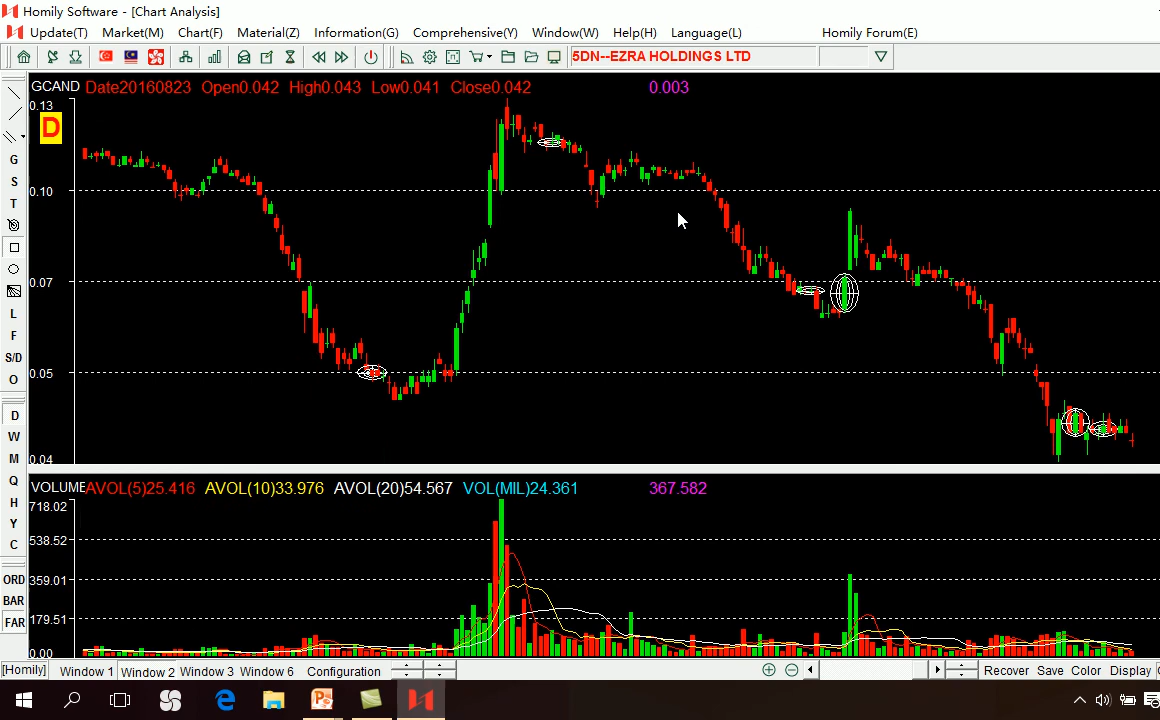 Homily Software - [Chart Analysis]
Update(T) Market(M) Chart(F) Material(Z) Information(G) Comprehensive(Y) Window(W) Help(H) Language(L) Homily Forum(E)
5DN--EZRA HOLDINGS LTD
GCAND Date20160823 Open0.042 High0.043 Low0.041 Close0.042 0.003
0.13
D
G
S
0.10
T
0.07
L
F
S/D
0.05
O
D
W
M
0.04
Q
VOLUME AVOL(5)25.416 AVOL(10)33.976 AVOL(20)54.567 VOL(MIL)24.361 367.582
H
718.02
Y
538.52
C
359.01
ORD
BAR
179.51
FAR
0.00
[Homily] Window 1 Window 2 Window 3 Window 6 Configuration Recover Save Color Display